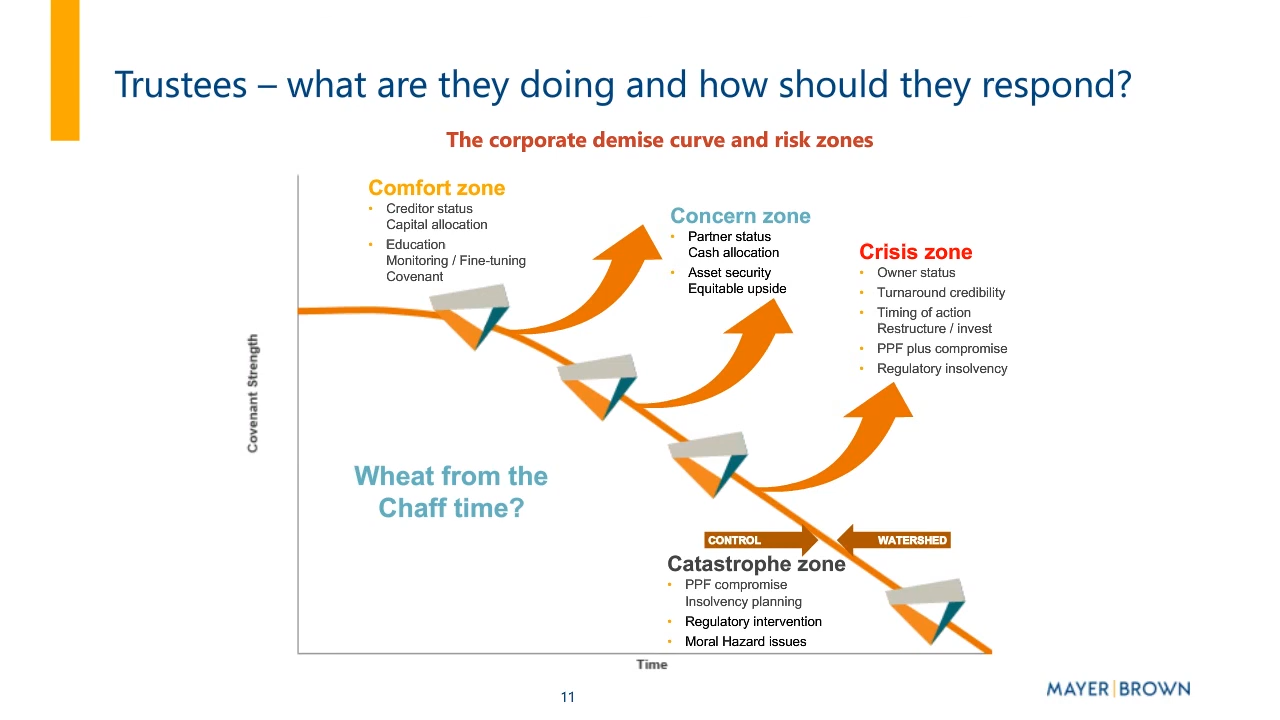 Trustees – what are they doing and how should they respond?
The corporate demise curve and risk zones
Comfort zone
• Creditor status
Capital allocation
• Education
Monitoring / Fine-tuning
Covenant
Concern zone
• Partner status
Cash allocation
• Asset security
Equitable upside
Crisis zone
• Owner status
• Turnaround credibility
• Timing of action
Restructure / invest
• PPF plus compromise
• Regulatory insolvency
Covenant Strength
Wheat from the
Chaff time?
CONTROL
WATERSHED
Catastrophe zone
• PPF compromise
Insolvency planning
• Regulatory intervention
• Moral Hazard issues
Time
11
MAYER|BROWN